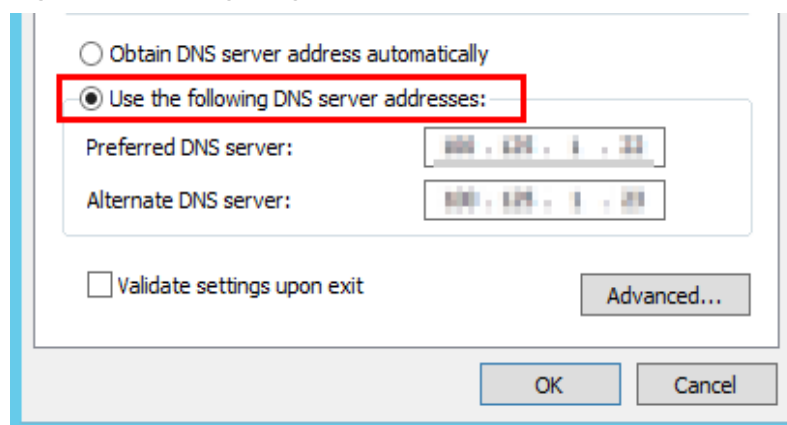 Obtain DNS server address automatically
Use the following DNS server addresses:
Preferred DNS server:
Alternate DNS server:
Validate settings upon exit
Advanced...
OK Cancel